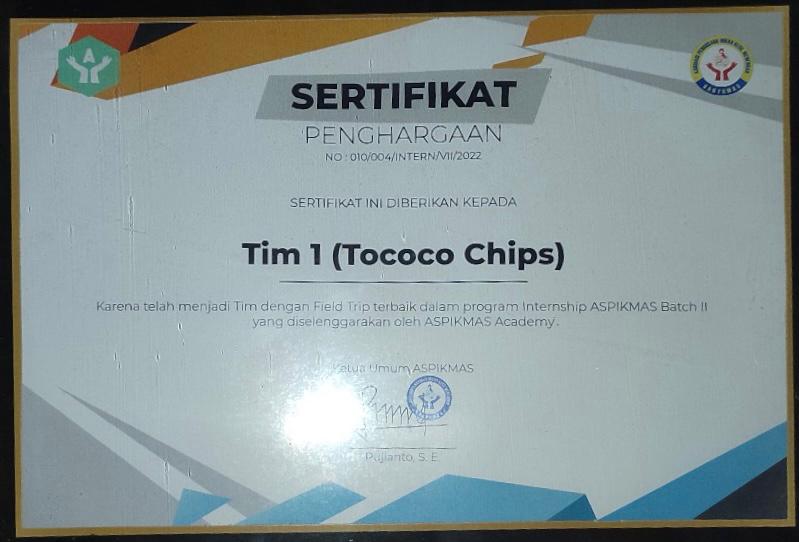 A
BANYUMAS
SERTIFIKAT
PENGHARGAAN
NO : 010/004/INTERN/VII/2022
SERTIFIKAT INI DIBERIKAN KEPADA
Tim 1 (Tococo Chips)
Karena telah menjadi Tim dengan Field Trip terbaik dalam program Internship ASPIKMAS Batch II
yang diselenggarakan oleh ASPIKMAS Academy.
Ketua Umum ASPIKMAS
Pujianto, S. E.